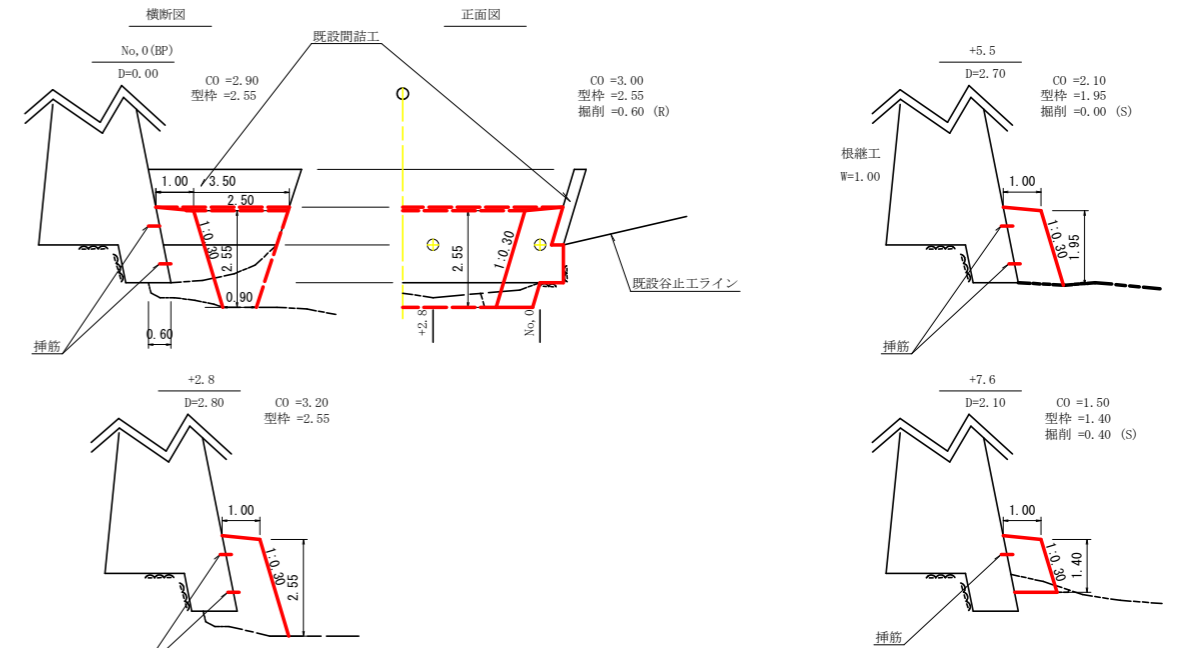 横断図
正面図
既設間詰工
No,0(BP)
D=0.00
CO =2.90
型枠 =2.55
CO =3.00
型枠 =2.55
掘削 =0.60 (R)
1.00
3.50
2.50
1:0.30
2.55
0.90
0.60
挿筋
2.55
1:0.30
+2.8
No,0
既設谷止工ライン
+5.5
D=2.70
CO =2.10
型枠 =1.95
掘削 =0.00 (S)
根継工
W=1.00
1.00
1:0.30
1.95
挿筋
+2.8
D=2.80
CO =3.20
型枠 =2.55
1.00
1:0.30
2.55
+7.6
D=2.10
CO =1.50
型枠 =1.40
掘削 =0.40 (S)
1.00
1:0.30
1.40
挿筋